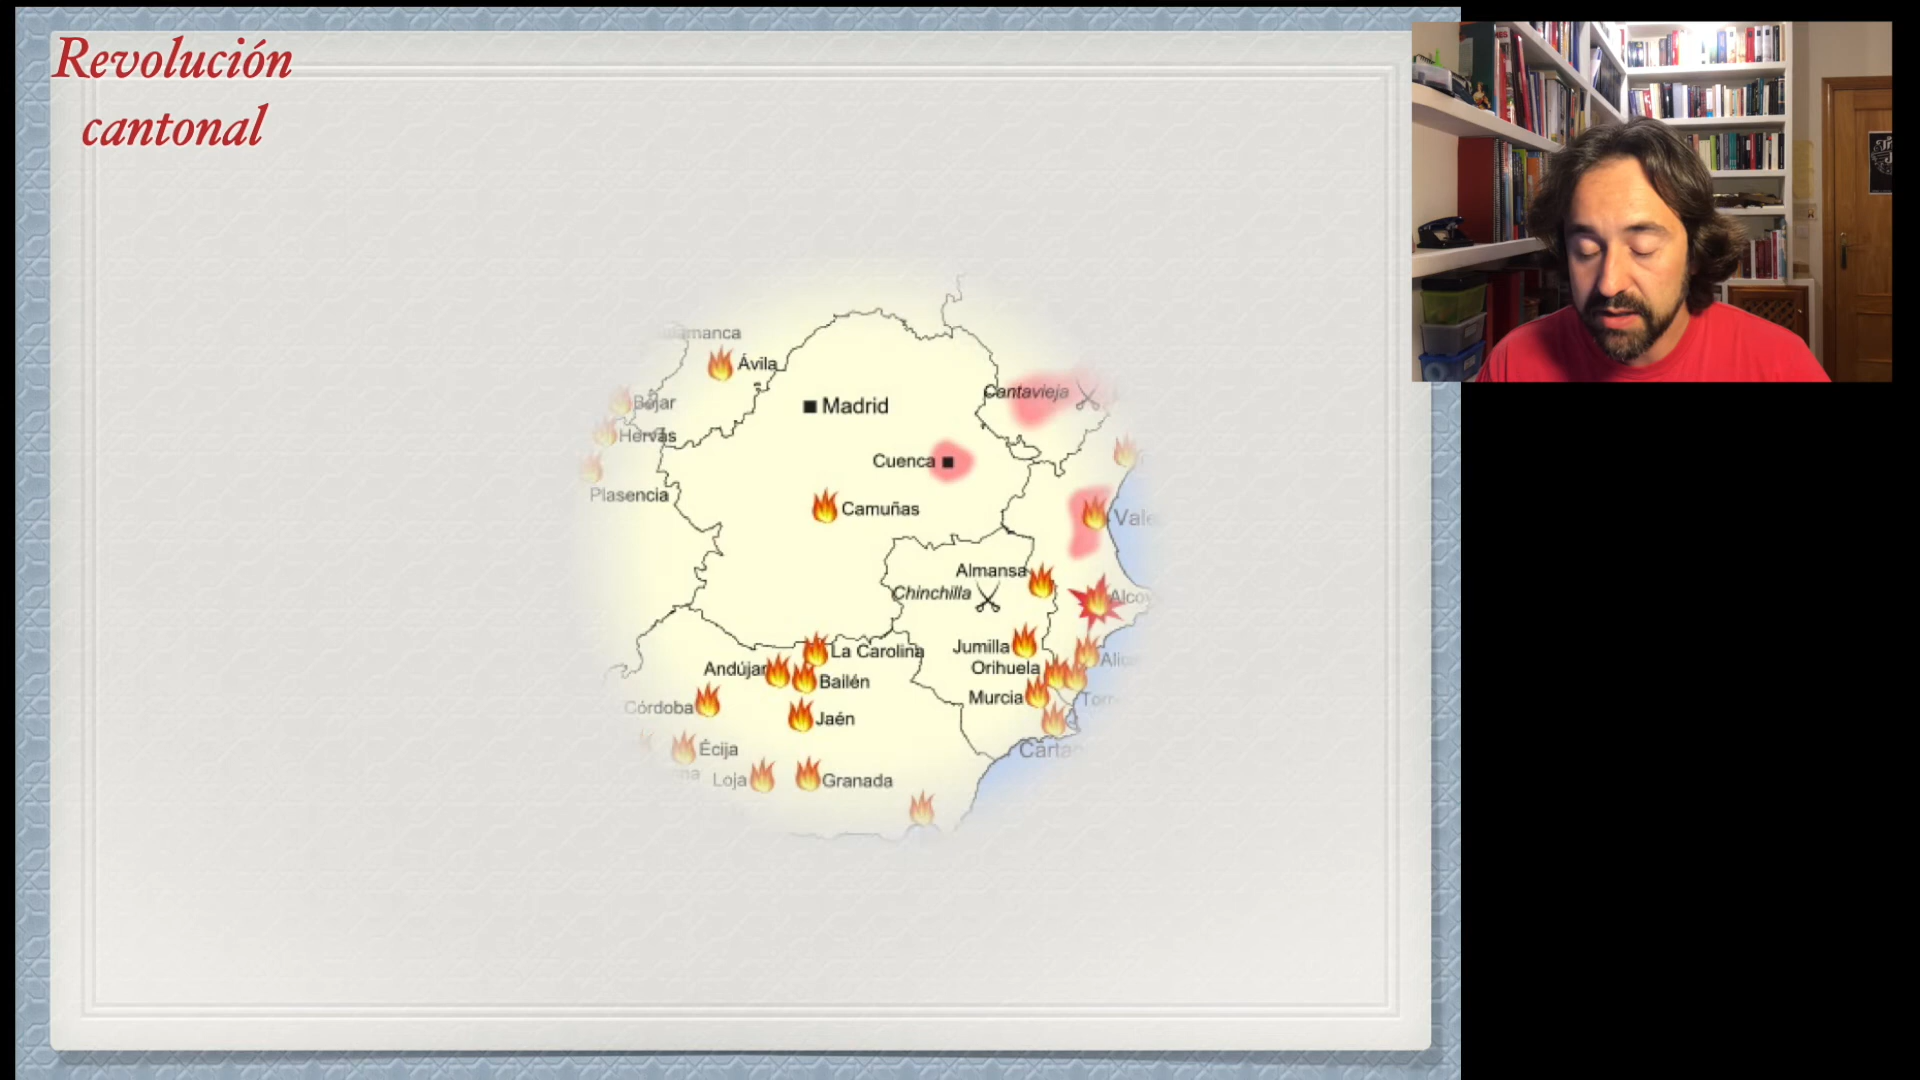 Revolución
cantonal
Ávila
Béjar
Madrid
Cantavieja
Hervás
Cuenca
Plasencia
Camuñas
Almansa
Chinchilla
Alcoy
La Carolina
Jumilla
Andújar
Orihuela
Bailén
Murcia
Córdoba
Jaén
Écija
Loja
Granada